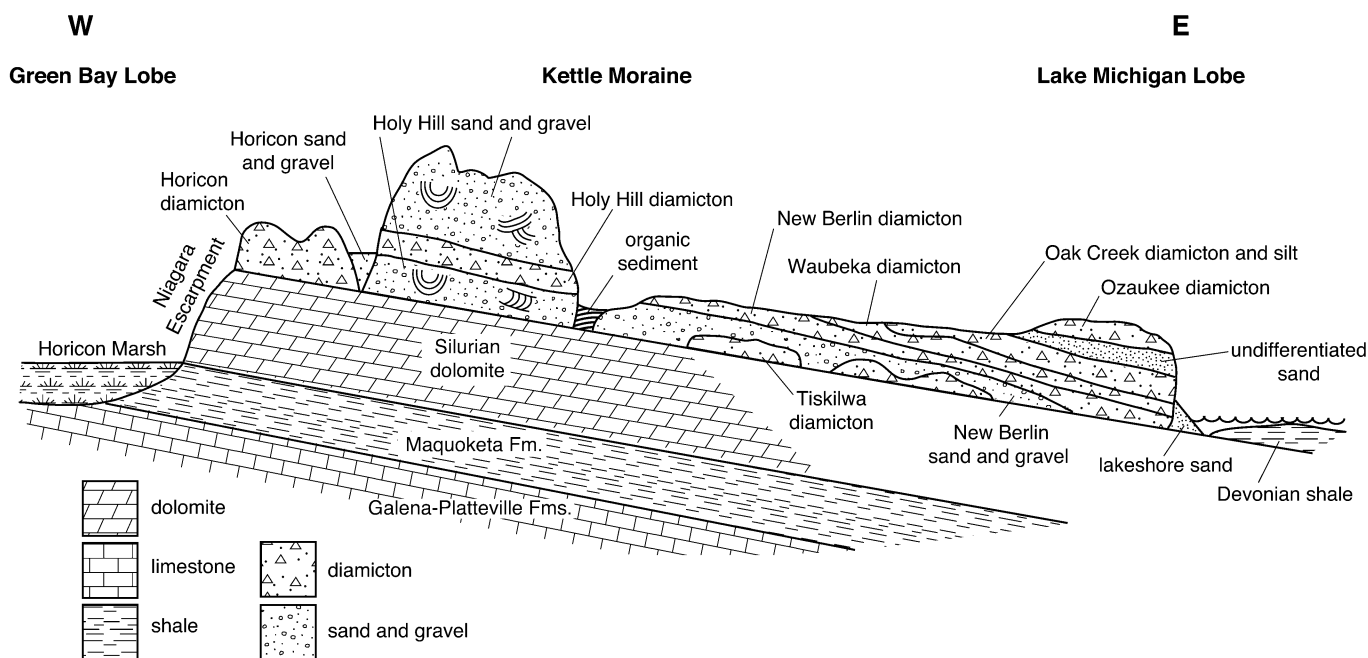 W
E
Green Bay Lobe
Kettle Moraine
Lake Michigan Lobe
Holy Hill sand and gravel
Horicon sand
and gravel
Horicon
diamicton
Holy Hill diamicton
New Berlin diamicton
organic
sediment
Waubeka diamicton
Oak Creek diamicton and silt
Ozaukee diamicton
Niagara
Escarpment
Horicon Marsh
Silurian
dolomite
undifferentiated
sand
Tiskilwa
diamicton
New Berlin
sand and gravel
lakeshore sand
Devonian shale
Maquoketa Fm.
Galena-Platteville Fms.
dolomite
limestone
shale
diamicton
sand and gravel